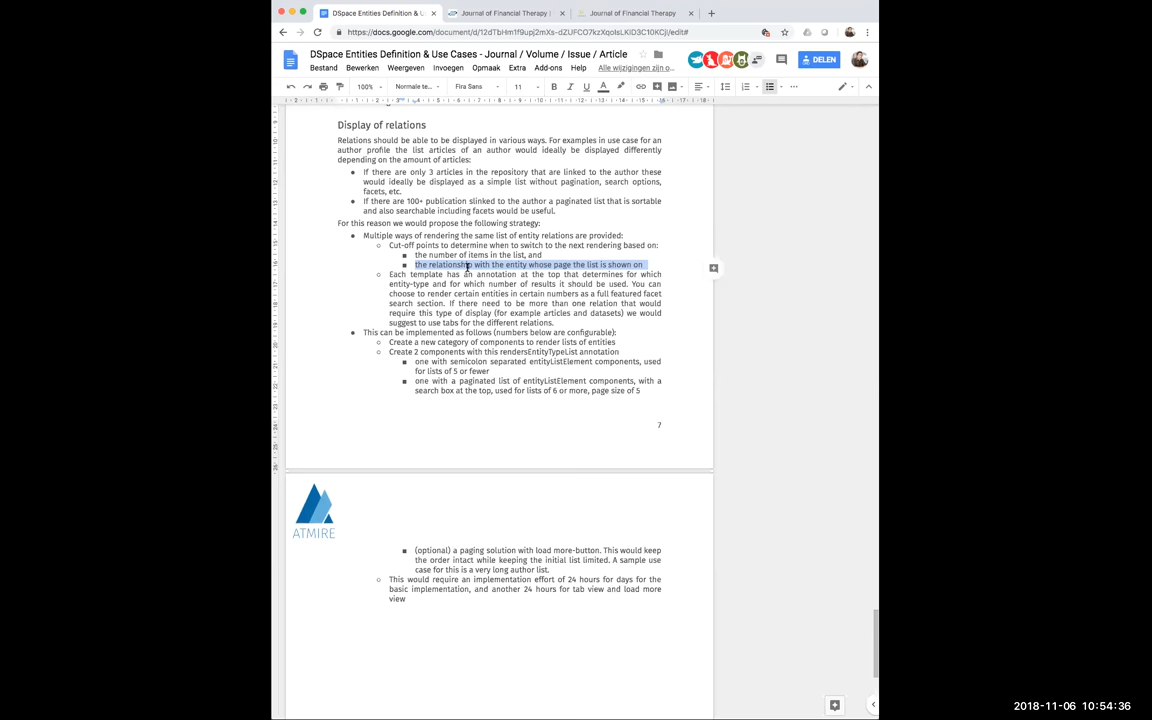 DSpace Entities Definition & Us
Journal of Financial Therapy |
Journal of Financial Therapy
https://docs.google.com/document/d/12dTbHm1f9upj2mXs-dZUFCO7kzXqoIsLKID3C10KCjI/edit#
DSpace Entities Definition & Use Cases - Journal / Volume / Issue / Article
DELEN
Bestand Bewerken Weergeven Invoegen Opmaak Extra Add-ons Help Alle wijzigingen zijn o...
100% Normale te... Fira Sans 11 B I U A
Display of relations
Relations should be able to be displayed in various ways. For examples in use case for an
author profile the list articles of an author would ideally be displayed differently
depending on the amount of articles:
● If there are only 3 articles in the repository that are linked to the author these
would ideally be displayed as a simple list without pagination, search options,
facets, etc.
● If there are 100+ publication slinked to the author a paginated list that is sortable
and also searchable including facets would be useful.
For this reason we would propose the following strategy:
● Multiple ways of rendering the same list of entity relations are provided:
○ Cut-off points to determine when to switch to the next rendering based on:
■ the number of items in the list, and
■ the relationship with the entity whose page the list is shown on
○ Each template has an annotation at the top that determines for which
entity-type and for which number of results it should be used. You can
choose to render certain entities in certain numbers as a full featured facet
search section. If there need to be more than one relation that would
require this type of display (for example articles and datasets) we would
suggest to use tabs for the different relations.
● This can be implemented as follows (numbers below are configurable):
○ Create a new category of components to render lists of entities
○ Create 2 components with this rendersEntityTypeList annotation
■ one with semicolon separated entityListElement components, used
for lists of 5 or fewer
■ one with a paginated list of entityListElement components, with a
search box at the top, used for lists of 6 or more, page size of 5
7
ATMIRE
■ (optional) a paging solution with load more-button. This would keep
the order intact while keeping the initial list limited. A sample use
case for this is a very long author list.
○ This would require an implementation effort of 24 hours for days for the
basic implementation, and another 24 hours for tab view and load more
view
2018-11-06 10:54:36